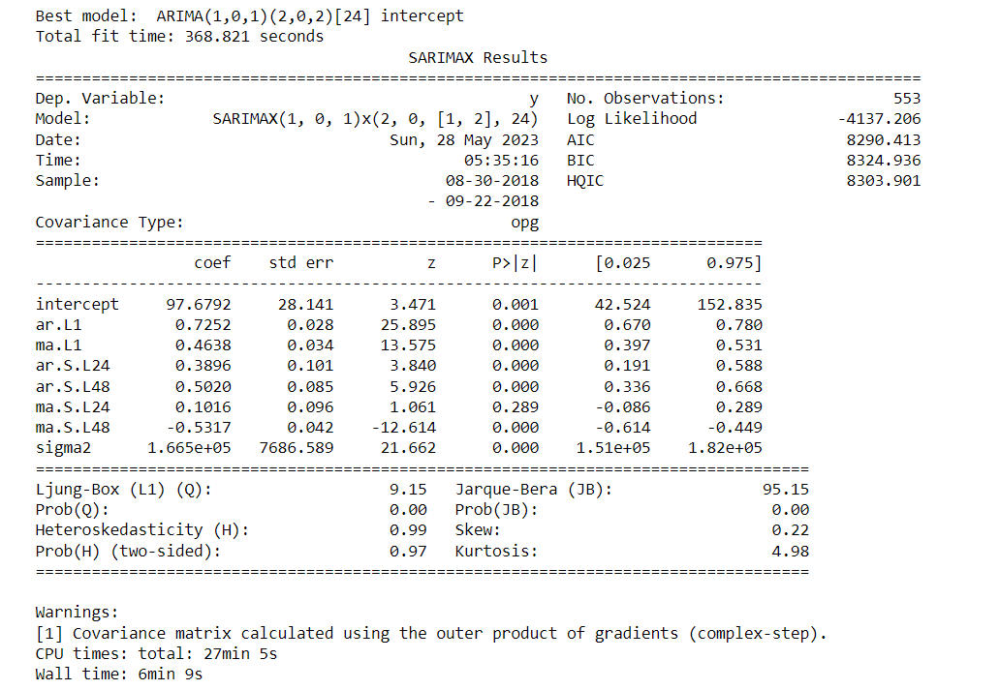 Best model:  ARIMA(1,0,1)(2,0,2)[24] intercept
Total fit time: 368.821 seconds
                                     SARIMAX Results
==============================================================================================
Dep. Variable:                                      y   No. Observations:                  553
Model:             SARIMAX(1, 0, 1)x(2, 0, [1, 2], 24)   Log Likelihood               -4137.206
Date:                                Sun, 28 May 2023   AIC                           8290.413
Time:                                        05:35:16   BIC                           8324.936
Sample:                                    08-30-2018   HQIC                          8303.901
                                         - 09-22-2018
Covariance Type:                                  opg
==============================================================================
                 coef    std err          z      P>|z|      [0.025      0.975]
------------------------------------------------------------------------------
intercept     97.6792     28.141      3.471      0.001      42.524     152.835
ar.L1          0.7252      0.028     25.895      0.000       0.670       0.780
ma.L1          0.4638      0.034     13.575      0.000       0.397       0.531
ar.S.L24       0.3896      0.101      3.840      0.000       0.191       0.588
ar.S.L48       0.5020      0.085      5.926      0.000       0.336       0.668
ma.S.L24       0.1016      0.096      1.061      0.289      -0.086       0.289
ma.S.L48      -0.5317      0.042    -12.614      0.000      -0.614      -0.449
sigma2      1.665e+05   7686.589     21.662      0.000    1.51e+05    1.82e+05
===================================================================================
Ljung-Box (L1) (Q):                   9.15   Jarque-Bera (JB):                95.15
Prob(Q):                              0.00   Prob(JB):                         0.00
Heteroskedasticity (H):               0.99   Skew:                             0.22
Prob(H) (two-sided):                  0.97   Kurtosis:                         4.98
===================================================================================
Warnings:
[1] Covariance matrix calculated using the outer product of gradients (complex-step).
CPU times: total: 27min 5s
Wall time: 6min 9s